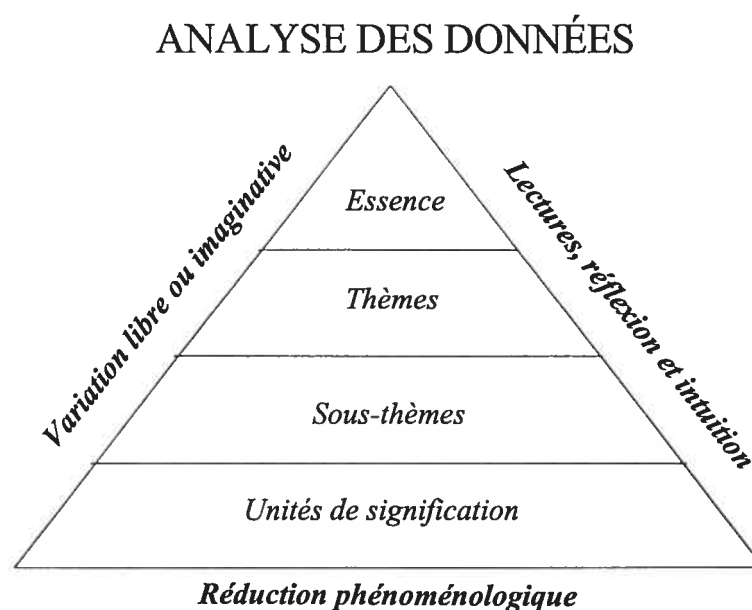 ANALYSE DES DONNÉES
Variation libre ou imaginative
Lectures, réflexion et intuition
Essence
Thèmes
Sous-thèmes
Unités de signification
Réduction phénoménologique